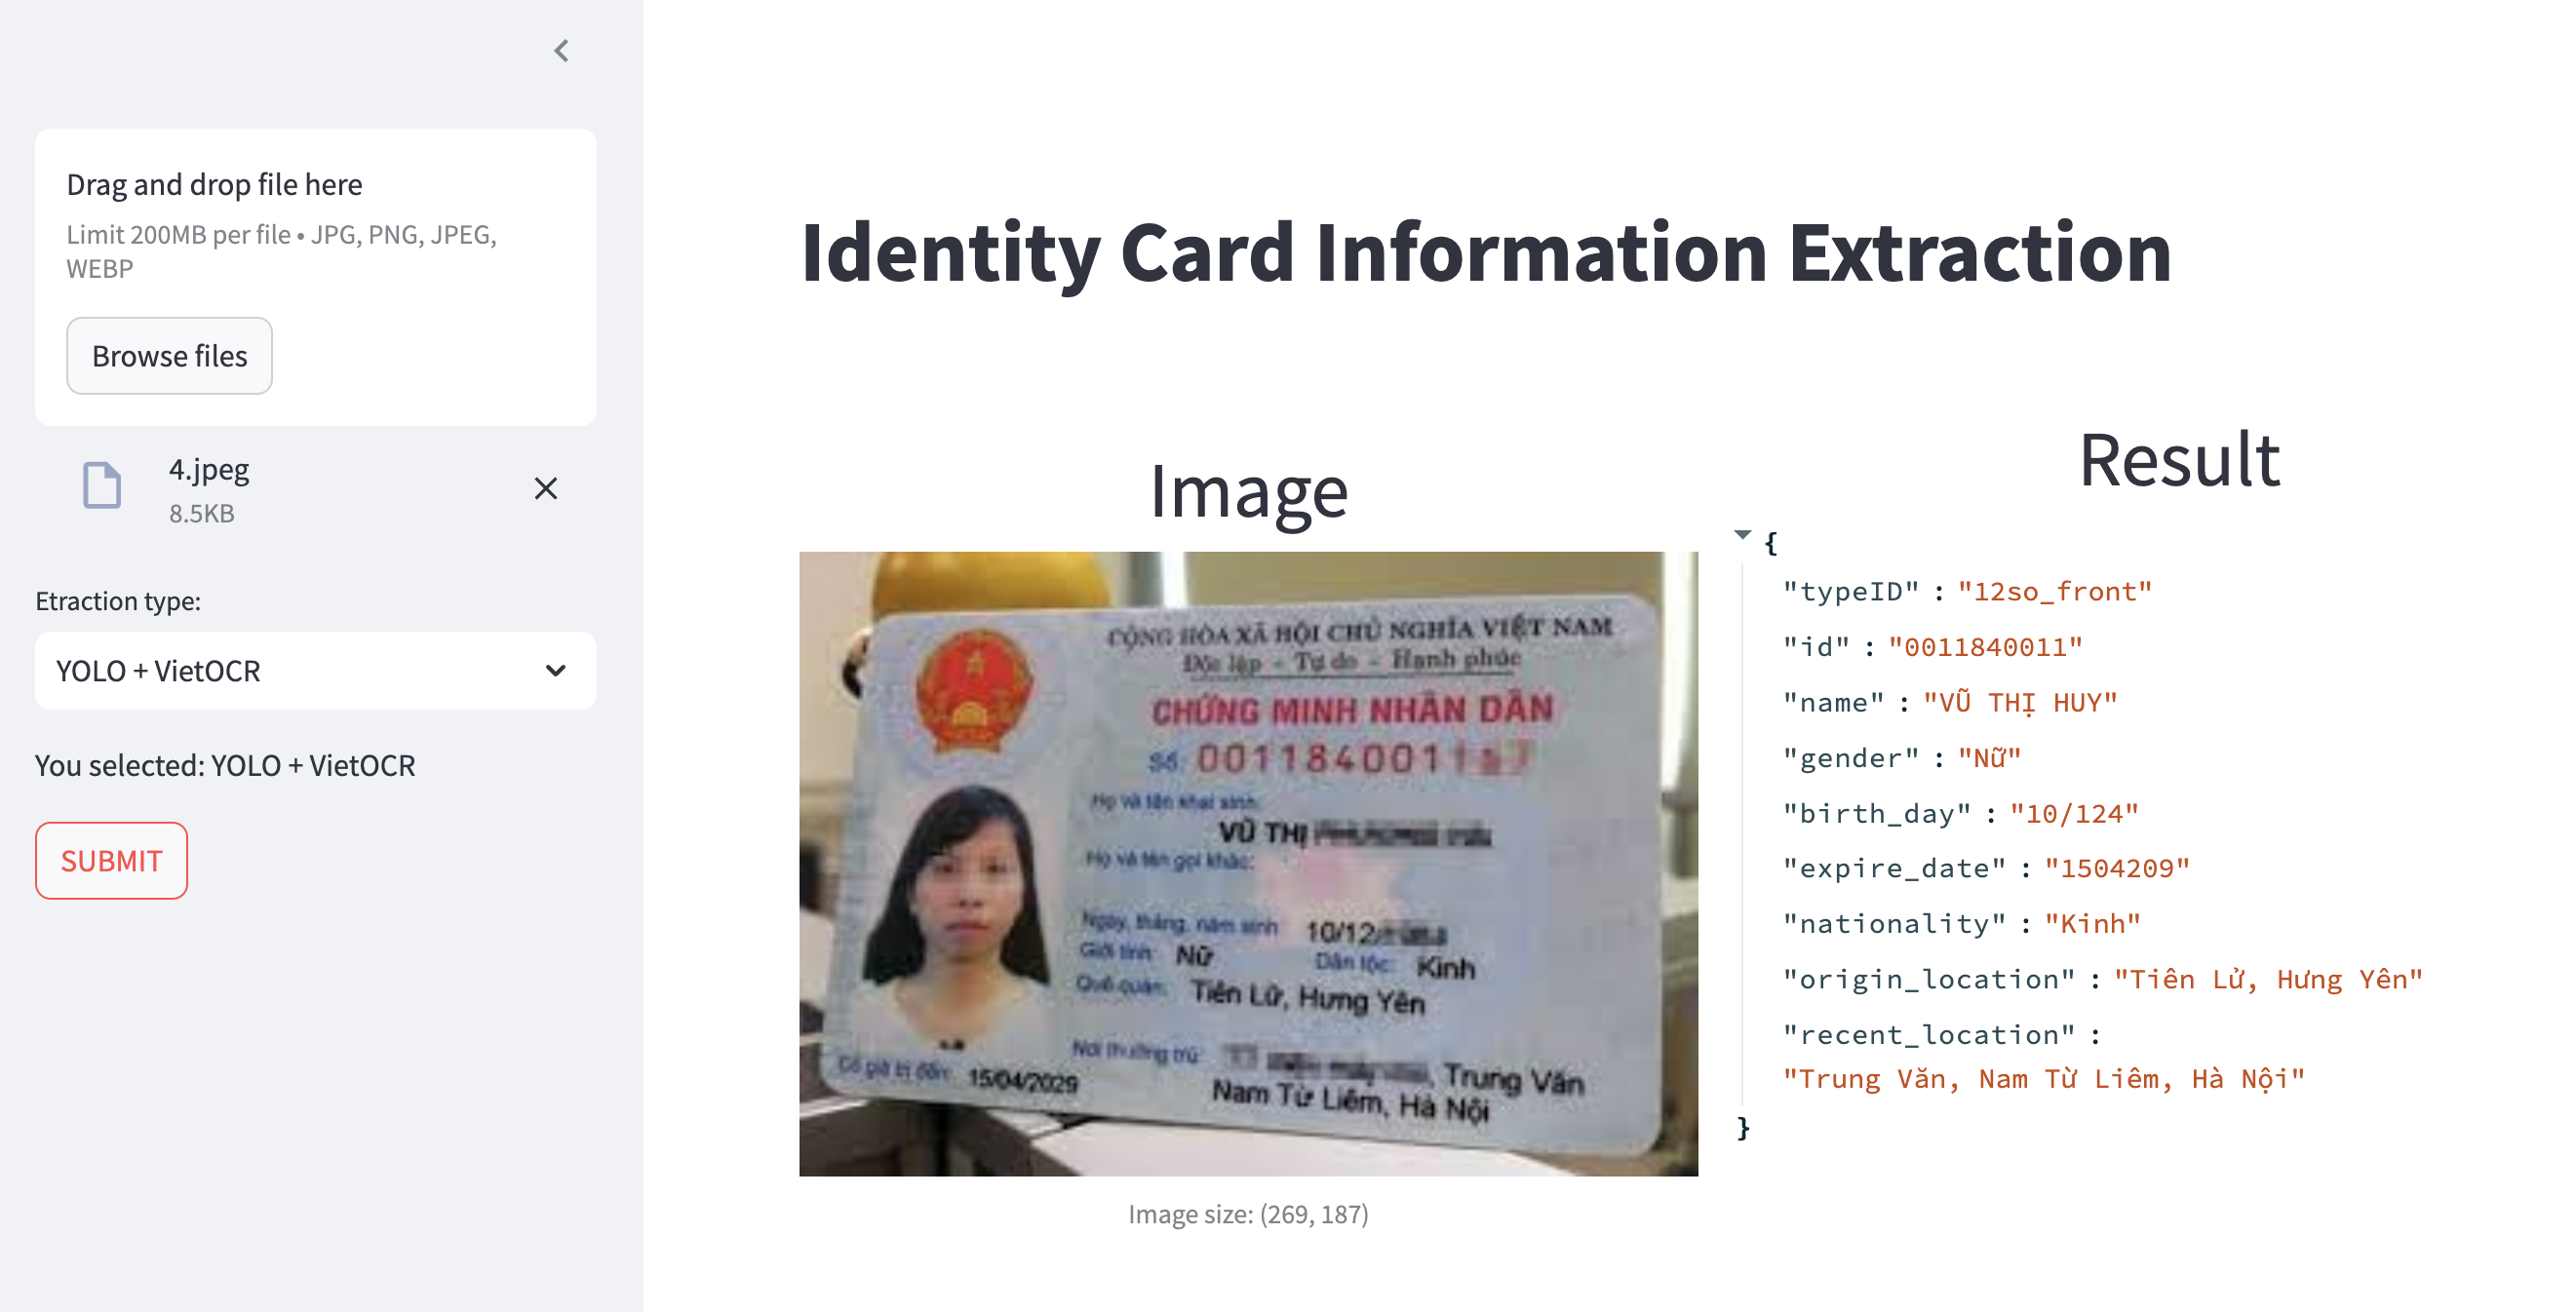 Drag and drop file here
Limit 200MB per file • JPG, PNG, JPEG,
WEBP
Browse files
4.jpeg
8.5KB
Etraction type:
YOLO + VietOCR
You selected: YOLO + VietOCR
SUBMIT
Identity Card Information Extraction
Image
CỘNG HÒA XÃ HỘI CHỦ NGHĨA VIỆT NAM
Độc lập - Tự do - Hạnh phúc
CHỨNG MINH NHÂN DÂN
Số: 0011840011
Họ và tên khai sinh:
VŨ THỊ
Họ và tên gọi khác:
Ngày, tháng, năm sinh: 10/12/
Giới tính: Nữ Dân tộc: Kinh
Quê quán: Tiên Lữ, Hưng Yên
Nơi thường trú: , Trung Văn
Nam Từ Liêm, Hà Nội
Có giá trị đến: 15/04/2029
Image size: (269, 187)
Result
{
"typeID" : "12so_front"
"id" : "0011840011"
"name" : "VŨ THỊ HUY"
"gender" : "Nữ"
"birth_day" : "10/124"
"expire_date" : "1504209"
"nationality" : "Kinh"
"origin_location" : "Tiên Lử, Hưng Yên"
"recent_location" :
"Trung Văn, Nam Từ Liêm, Hà Nội"
}